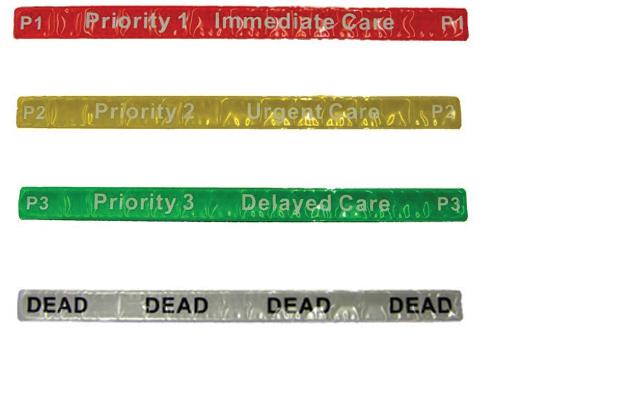 P1 Priority 1 Immediate Care P1
P2 Priority 2 Urgent Care P2
P3 Priority 3 Delayed Care P3
DEAD DEAD DEAD DEAD